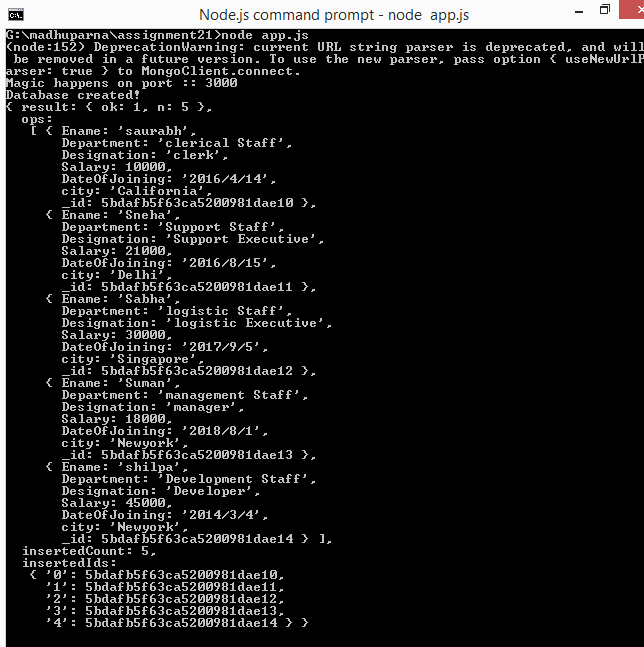 Node.js command prompt - node  app.js
G:\madhuparna\assignment21>node app.js
(node:152) DeprecationWarning: current URL string parser is deprecated, and will
 be removed in a future version. To use the new parser, pass option { useNewUrlP
arser: true } to MongoClient.connect.
Magic happens on port :: 3000
Database created!
{ result: { ok: 1, n: 5 },
  ops:
   [ { Ename: 'saurabh',
       Department: 'clerical Staff',
       Designation: 'clerk',
       Salary: 10000,
       DateOfJoining: '2016/4/14',
       city: 'California',
       _id: 5bdafb5f63ca5200981dae10 },
     { Ename: 'Sneha',
       Department: 'Support Staff',
       Designation: 'Support Executive',
       Salary: 21000,
       DateOfJoining: '2016/8/15',
       city: 'Delhi',
       _id: 5bdafb5f63ca5200981dae11 },
     { Ename: 'Sabha',
       Department: 'logistic Staff',
       Designation: 'logistic Executive',
       Salary: 30000,
       DateOfJoining: '2017/9/5',
       city: 'Singapore',
       _id: 5bdafb5f63ca5200981dae12 },
     { Ename: 'Suman',
       Department: 'management Staff',
       Designation: 'manager',
       Salary: 18000,
       DateOfJoining: '2018/8/1',
       city: 'Newyork',
       _id: 5bdafb5f63ca5200981dae13 },
     { Ename: 'shilpa',
       Department: 'Development Staff',
       Designation: 'Developer',
       Salary: 45000,
       DateOfJoining: '2014/3/4',
       city: 'Newyork',
       _id: 5bdafb5f63ca5200981dae14 } ],
  insertedCount: 5,
  insertedIds:
   { '0': 5bdafb5f63ca5200981dae10,
     '1': 5bdafb5f63ca5200981dae11,
     '2': 5bdafb5f63ca5200981dae12,
     '3': 5bdafb5f63ca5200981dae13,
     '4': 5bdafb5f63ca5200981dae14 } }